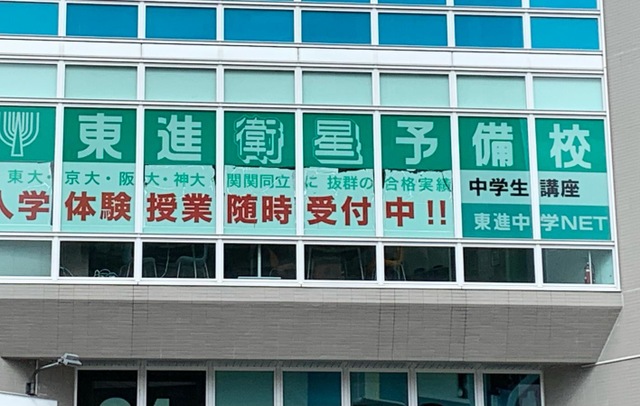 東進衛星予備校
東大・京大・阪大・神大 関関同立に抜群の合格実績
入学 体験授業 随時受付中!!
中学生講座
東進中学NET